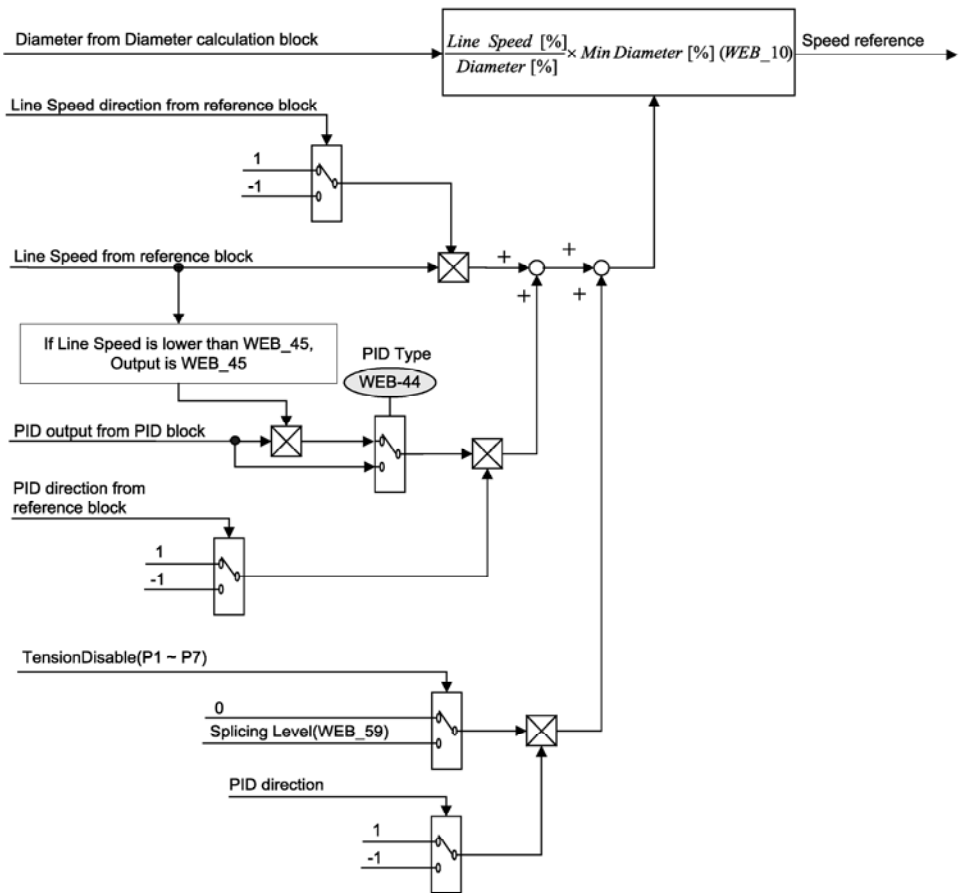 Diameter from Diameter calculation block
Line Speed [%]
Diameter [%]
× Min Diameter [%] (WEB_10)
Speed reference
Line Speed direction from reference block
1
-1
Line Speed from reference block
+
+
+
+
If Line Speed is lower than WEB_45,
Output is WEB_45
PID Type
WEB-44
PID output from PID block
PID direction from
reference block
1
-1
TensionDisable(P1 ~ P7)
0
Splicing Level(WEB_59)
PID direction
1
-1